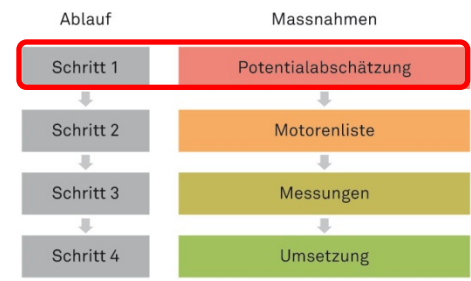 Ablauf Massnahmen
Schritt 1 Potentialabschätzung
Schritt 2 Motorenliste
Schritt 3 Messungen
Schritt 4 Umsetzung